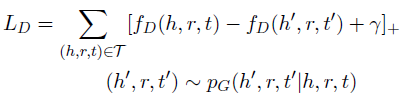 L_D = \sum_{(h,r,t) \in \mathcal{T}} [f_D(h, r, t) - f_D(h', r, t') + \gamma]_+
(h', r, t') \sim p_G(h', r, t'|h, r, t)